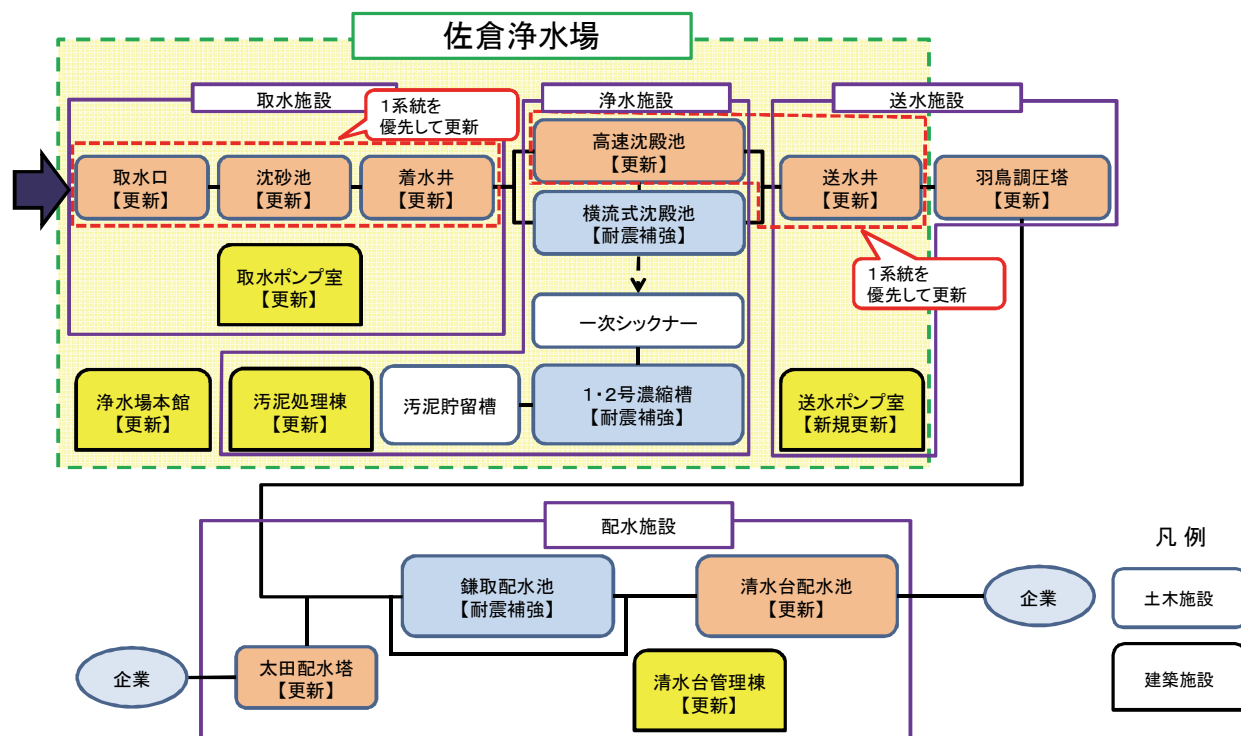 佐倉浄水場
取水施設
浄水施設
送水施設
1系統を
優先して更新
取水口
【更新】
沈砂池
【更新】
着水井
【更新】
高速沈殿池
【更新】
横流式沈殿池
【耐震補強】
送水井
【更新】
羽鳥調圧塔
【更新】
1系統を
優先して更新
取水ポンプ室
【更新】
一次シックナー
浄水場本館
【更新】
汚泥処理棟
【更新】
汚泥貯留槽
1・2号濃縮槽
【耐震補強】
送水ポンプ室
【新規更新】
配水施設
鎌取配水池
【耐震補強】
清水台配水池
【更新】
企業
企業
太田配水塔
【更新】
清水台管理棟
【更新】
凡 例
土木施設
建築施設